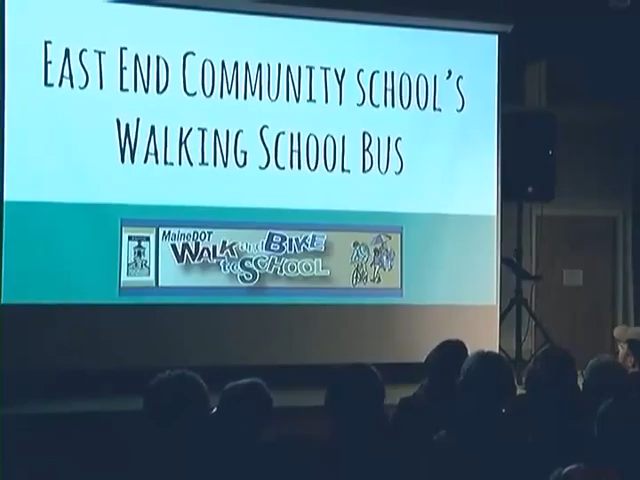 East End Community school's
Walking School Bus
MaineDOT
Walk and Bike
to School